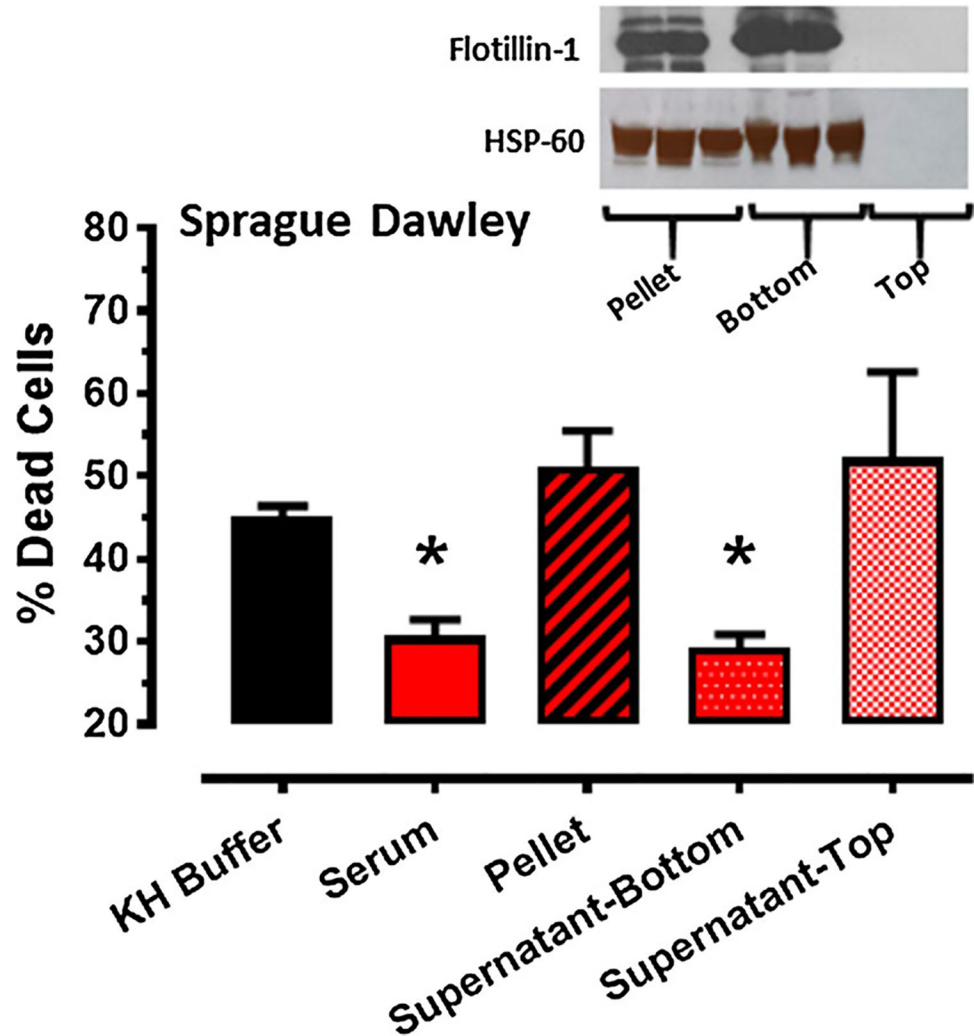 Flotillin-1
HSP-60
Pellet
Bottom
Top
Sprague Dawley
% Dead Cells
80
70
60
50
40
30
20
*
*
KH Buffer
Serum
Pellet
Supernatant-Bottom
Supernatant-Top